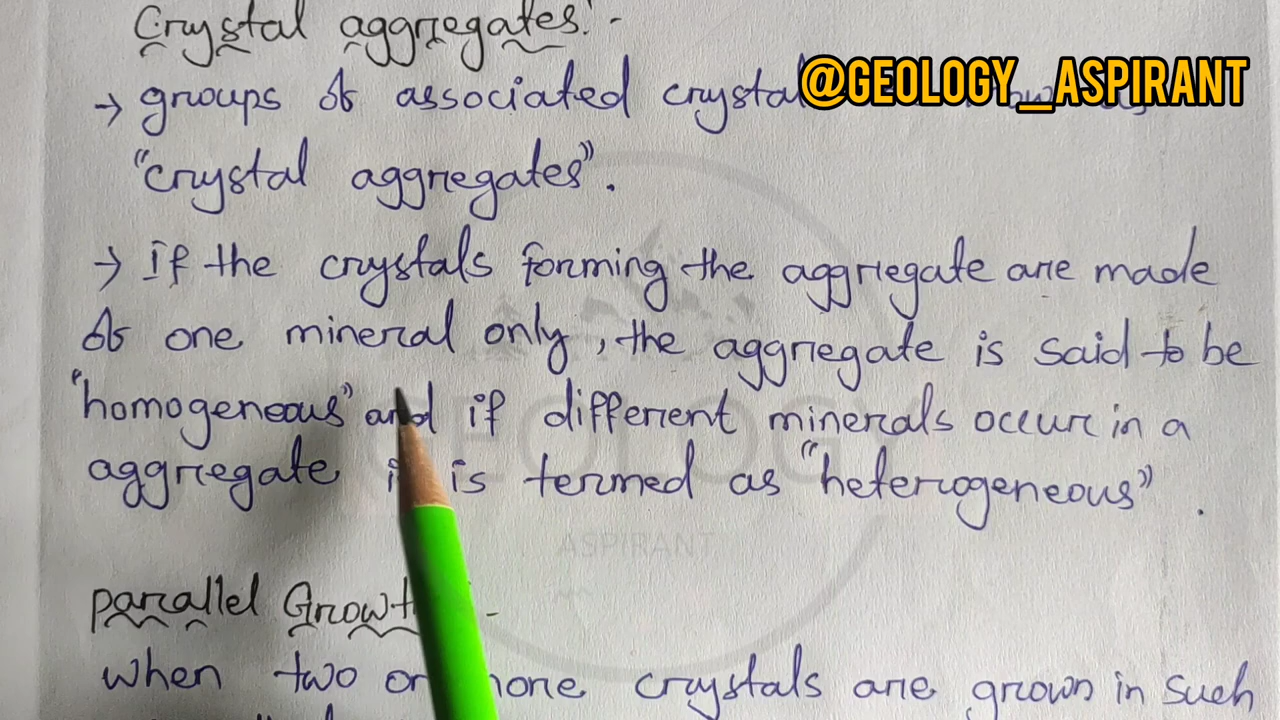 Crystal aggregates:-
@GEOLOGY_ASPIRANT
→ groups of associated crystal
"crystal aggregates".
→ If the crystals forming the aggregate are made
of one mineral only, the aggregate is said to be
"homogeneous" and if different minerals occur in a
aggregate is termed as "heterogeneous".
GEOLOGY
ASPIRANT
parallel Growth -
when two or more crystals are grown in such